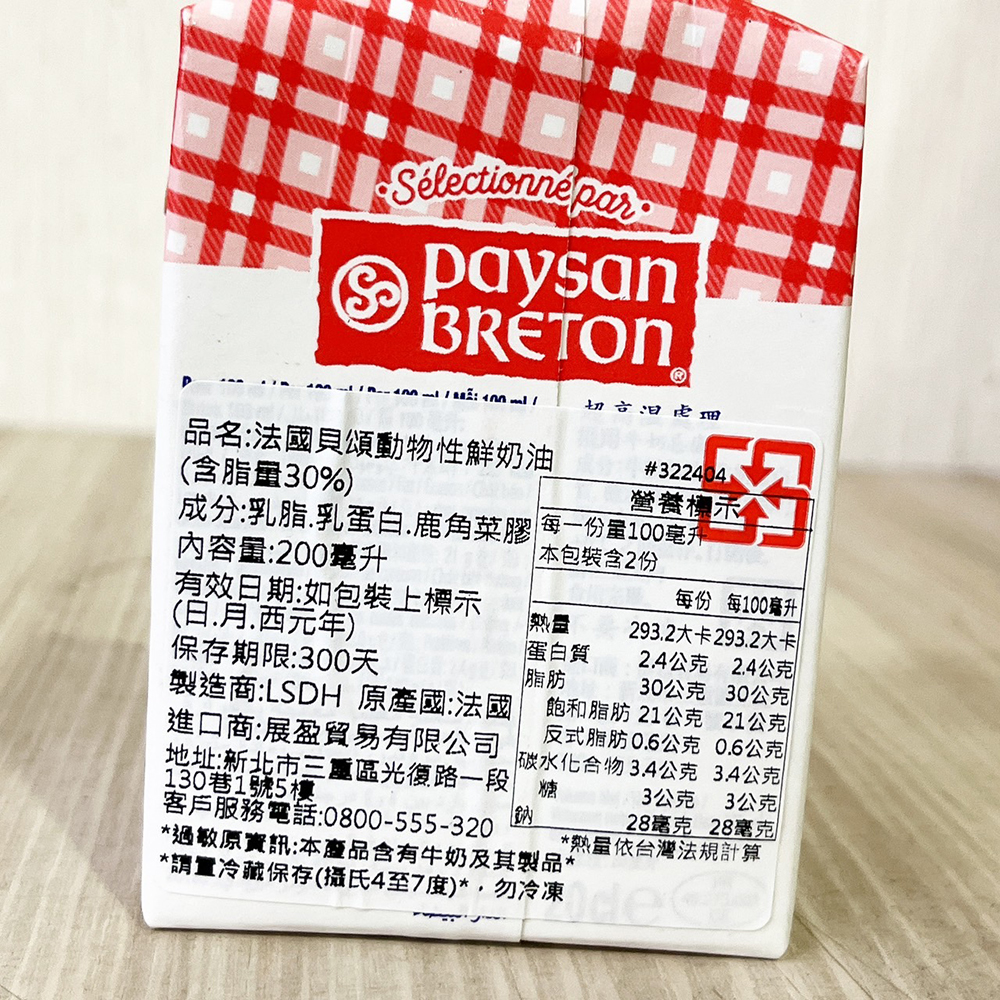 ·Sélectionné par·
paysan
BRETON®
品名:法國貝頌動物性鮮奶油
(含脂量30%)
成分:乳脂.乳蛋白.鹿角菜膠
內容量:200毫升
有效日期:如包裝上標示
(日.月.西元年)
保存期限:300天
製造商:LSDH 原產國:法國
進口商:展盈貿易有限公司
地址:新北市三重區光復路一段
130巷1號5樓
客戶服務電話:0800-555-320
*過敏原資訊:本產品含有牛奶及其製品*
*請置冷藏保存(攝氏4至7度)*，勿冷凍
#322404
營養標示
每一份量100毫升
本包裝含2份
每份 每100毫升
熱量 293.2大卡 293.2大卡
蛋白質 2.4公克 2.4公克
脂肪 30公克 30公克
飽和脂肪 21公克 21公克
反式脂肪 0.6公克 0.6公克
碳水化合物 3.4公克 3.4公克
糖 3公克 3公克
鈉 28毫克 28毫克
*熱量依台灣法規計算